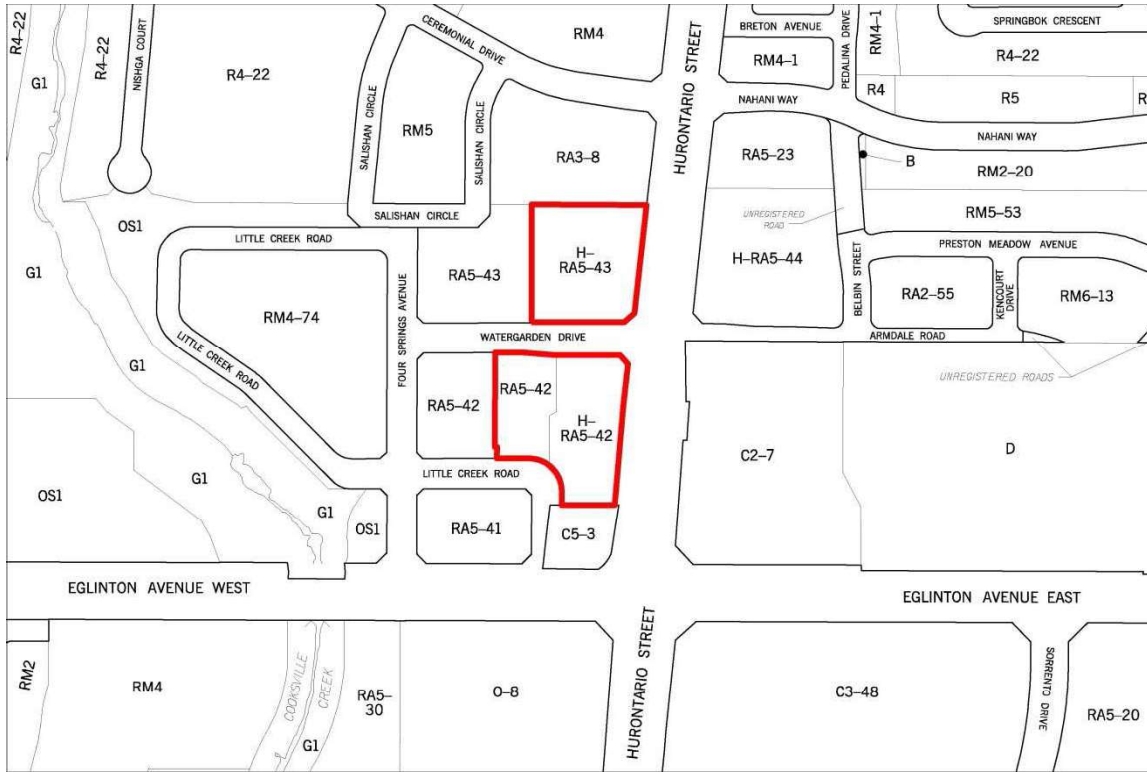 R4-22
G1
R4-22
NISHGA COURT
R4-22
CEREMONIAL DRIVE
RM4
HURONTARIO STREET
BRETON AVENUE
RM4-1
PEDALINA DRIVE
RM4-1
SPRINGBOK CRESCENT
R4-22
R4
R5
R
NAHANI WAY
NAHANI WAY
SALISHAN CIRCLE
RM5
SALISHAN CIRCLE
SALISHAN CIRCLE
RA3-8
RA5-23
B
RM2-20
UNREGISTERED
ROAD
RM5-53
PRESTON MEADOW AVENUE
OS1
G1
LITTLE CREEK ROAD
RA5-43
H-
RA5-43
H-RA5-44
BELBIN STREET
RA2-55
KENCOURT
DRIVE
RM6-13
RM4-74
FOUR SPRINGS AVENUE
WATERGARDEN DRIVE
ARMDALE ROAD
UNREGISTERED ROADS
LITTLE CREEK ROAD
G1
RA5-42
RA5-42
H-
RA5-42
C2-7
D
LITTLE CREEK ROAD
OS1
G1
G1
OS1
RA5-41
C5-3
EGLINTON AVENUE WEST
EGLINTON AVENUE EAST
RM2
RM4
COOKSVILLE
CREEK
G1
RA5-
30
O-8
HURONTARIO STREET
C3-48
SORRENTO DRIVE
RA5-20